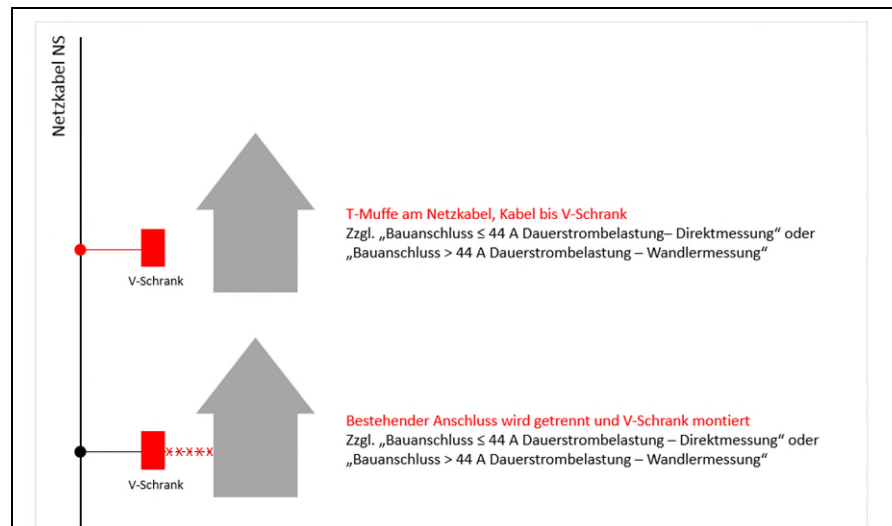 Netzkabel NS
T-Muffe am Netzkabel, Kabel bis V-Schrank
Zzgl. „Bauanschluss ≤ 44 A Dauerstrombelastung– Direktmessung“ oder
„Bauanschluss > 44 A Dauerstrombelastung – Wandlermessung“
V-Schrank
Bestehender Anschluss wird getrennt und V-Schrank montiert
Zzgl. „Bauanschluss ≤ 44 A Dauerstrombelastung – Direktmessung“ oder
„Bauanschluss > 44 A Dauerstrombelastung – Wandlermessung“
V-Schrank